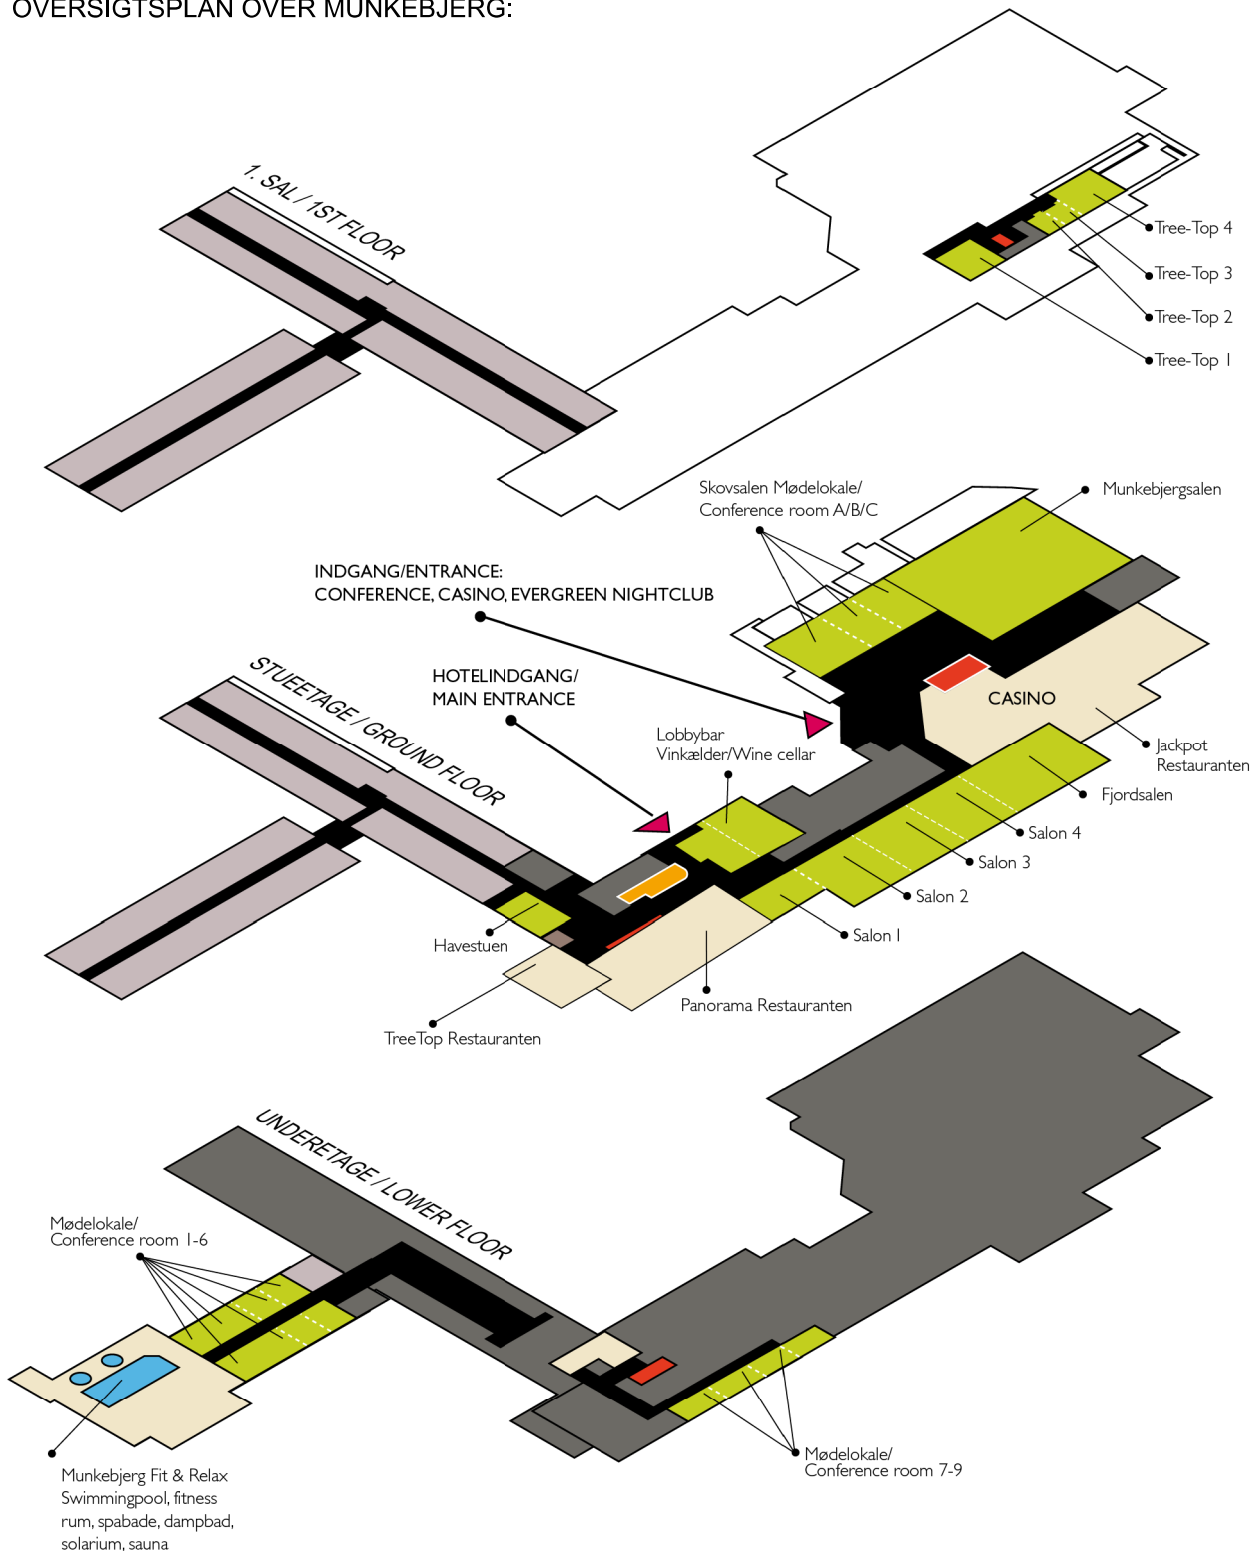 OVERSIGTSPLAN OVER MUNKEBJERG:
1. SAL / 1ST FLOOR
Tree-Top 4
Tree-Top 3
Tree-Top 2
Tree-Top 1
Skovsalen Mødelokale/
Conference room A/B/C
Munkebjergsalen
INDGANG/ENTRANCE:
CONFERENCE, CASINO, EVERGREEN NIGHTCLUB
STUEETAGE / GROUND FLOOR
HOTELINDGANG/
MAIN ENTRANCE
CASINO
Lobbybar
Vinkælder/Wine cellar
Jackpot
Restauranten
Fjordsalen
Salon 4
Salon 3
Salon 2
Salon 1
Havestuen
Panorama Restauranten
TreeTop Restauranten
UNDERETAGE / LOWER FLOOR
Mødelokale/
Conference room 1-6
Mødelokale/
Conference room 7-9
Munkebjerg Fit & Relax
Swimmingpool, fitness
rum, spabade, dampbad,
solarium, sauna